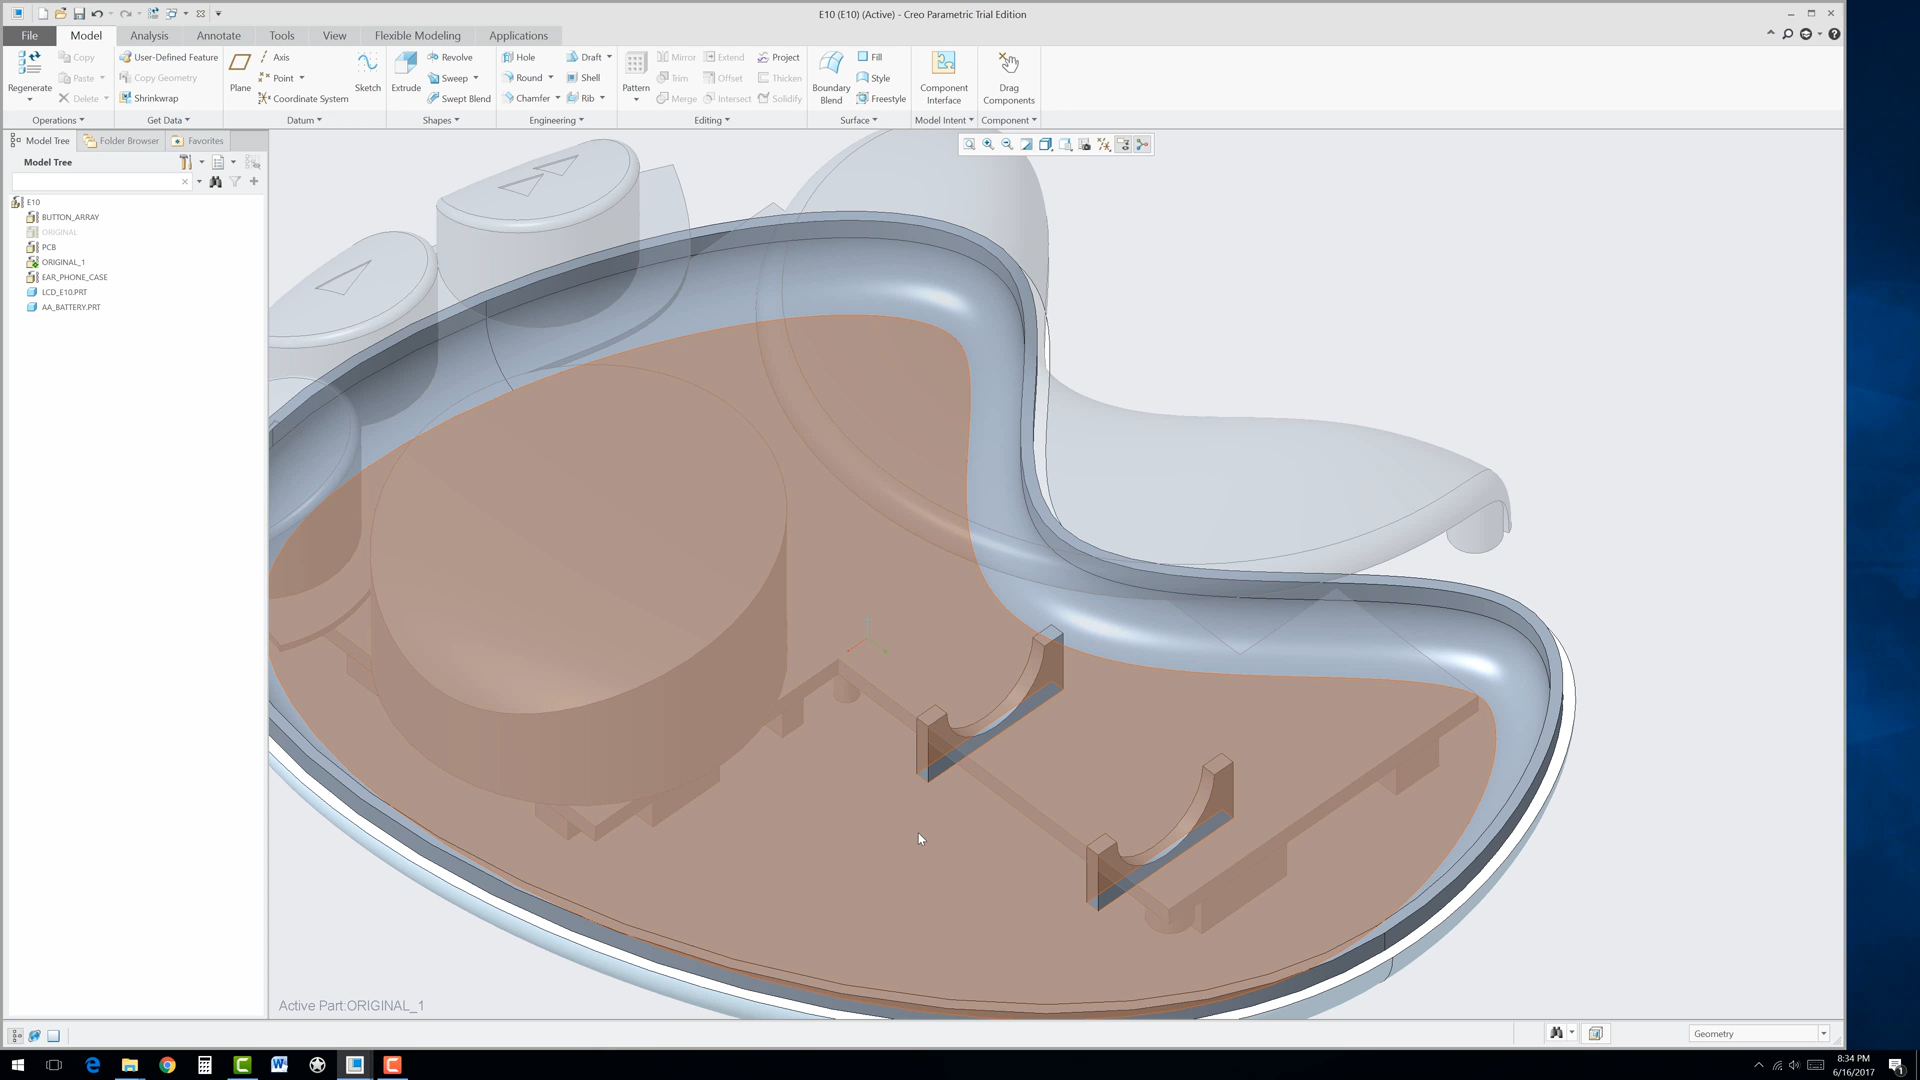 E10 (E10) (Active) - Creo Parametric Trial Edition
File Model Analysis Annotate Tools View Flexible Modeling Applications
Regenerate
Copy
Paste
Delete
Operations
User-Defined Feature
Copy Geometry
Shrinkwrap
Get Data
Plane
Axis
Point
Coordinate System
Sketch
Datum
Extrude
Revolve
Sweep
Swept Blend
Shapes
Hole
Round
Chamfer
Draft
Shell
Rib
Engineering
Pattern
Mirror
Trim
Merge
Extend
Offset
Intersect
Project
Thicken
Solidify
Editing
Boundary
Blend
Fill
Style
Freestyle
Surface
Component
Interface
Model Intent
Drag
Components
Component
Model Tree Folder Browser Favorites
Model Tree
E10
BUTTON_ARRAY
ORIGINAL
PCB
ORIGINAL_1
EAR_PHONE_CASE
LCD_E10.PRT
AA_BATTERY.PRT
Active Part:ORIGINAL_1
Geometry
8:34 PM
6/16/2017